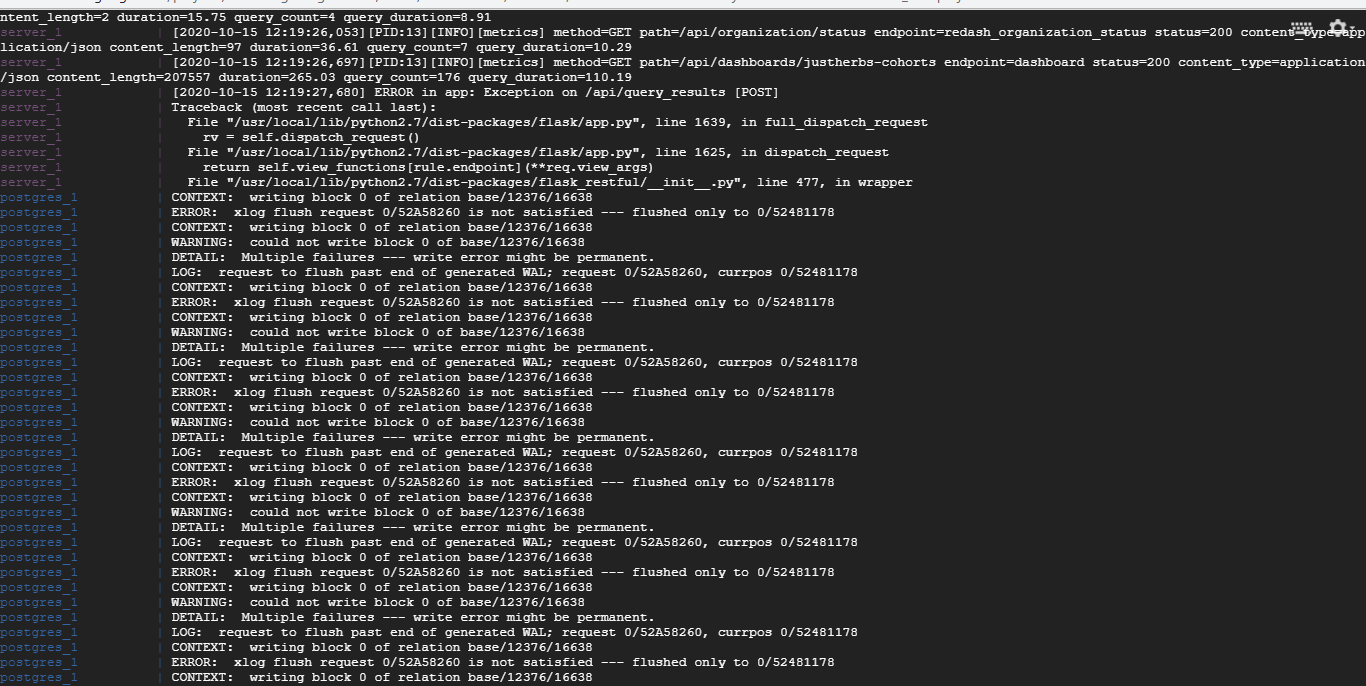 ntent_length=2 duration=15.75 query_count=4 query_duration=8.91
server_1 | [2020-10-15 12:19:26,053][PID:13][INFO][metrics] method=GET path=/api/organization/status endpoint=redash_organization_status status=200 content_type=app
lication/json content_length=97 duration=36.61 query_count=7 query_duration=10.29
server_1 | [2020-10-15 12:19:26,697][PID:13][INFO][metrics] method=GET path=/api/dashboards/justherbs-cohorts endpoint=dashboard status=200 content_type=application
/json content_length=207557 duration=265.03 query_count=176 query_duration=110.19
server_1 | [2020-10-15 12:19:27,680] ERROR in app: Exception on /api/query_results [POST]
server_1 | Traceback (most recent call last):
server_1 | File "/usr/local/lib/python2.7/dist-packages/flask/app.py", line 1639, in full_dispatch_request
server_1 | rv = self.dispatch_request()
server_1 | File "/usr/local/lib/python2.7/dist-packages/flask/app.py", line 1625, in dispatch_request
server_1 | return self.view_functions[rule.endpoint](**req.view_args)
server_1 | File "/usr/local/lib/python2.7/dist-packages/flask_restful/__init__.py", line 477, in wrapper
postgres_1 | CONTEXT: writing block 0 of relation base/12376/16638
postgres_1 | ERROR: xlog flush request 0/52A58260 is not satisfied --- flushed only to 0/52481178
postgres_1 | CONTEXT: writing block 0 of relation base/12376/16638
postgres_1 | WARNING: could not write block 0 of base/12376/16638
postgres_1 | DETAIL: Multiple failures --- write error might be permanent.
postgres_1 | LOG: request to flush past end of generated WAL; request 0/52A58260, currpos 0/52481178
postgres_1 | CONTEXT: writing block 0 of relation base/12376/16638
postgres_1 | ERROR: xlog flush request 0/52A58260 is not satisfied --- flushed only to 0/52481178
postgres_1 | CONTEXT: writing block 0 of relation base/12376/16638
postgres_1 | WARNING: could not write block 0 of base/12376/16638
postgres_1 | DETAIL: Multiple failures --- write error might be permanent.
postgres_1 | LOG: request to flush past end of generated WAL; request 0/52A58260, currpos 0/52481178
postgres_1 | CONTEXT: writing block 0 of relation base/12376/16638
postgres_1 | ERROR: xlog flush request 0/52A58260 is not satisfied --- flushed only to 0/52481178
postgres_1 | CONTEXT: writing block 0 of relation base/12376/16638
postgres_1 | WARNING: could not write block 0 of base/12376/16638
postgres_1 | DETAIL: Multiple failures --- write error might be permanent.
postgres_1 | LOG: request to flush past end of generated WAL; request 0/52A58260, currpos 0/52481178
postgres_1 | CONTEXT: writing block 0 of relation base/12376/16638
postgres_1 | ERROR: xlog flush request 0/52A58260 is not satisfied --- flushed only to 0/52481178
postgres_1 | CONTEXT: writing block 0 of relation base/12376/16638
postgres_1 | WARNING: could not write block 0 of base/12376/16638
postgres_1 | DETAIL: Multiple failures --- write error might be permanent.
postgres_1 | LOG: request to flush past end of generated WAL; request 0/52A58260, currpos 0/52481178
postgres_1 | CONTEXT: writing block 0 of relation base/12376/16638
postgres_1 | ERROR: xlog flush request 0/52A58260 is not satisfied --- flushed only to 0/52481178
postgres_1 | CONTEXT: writing block 0 of relation base/12376/16638
postgres_1 | WARNING: could not write block 0 of base/12376/16638
postgres_1 | DETAIL: Multiple failures --- write error might be permanent.
postgres_1 | LOG: request to flush past end of generated WAL; request 0/52A58260, currpos 0/52481178
postgres_1 | CONTEXT: writing block 0 of relation base/12376/16638
postgres_1 | ERROR: xlog flush request 0/52A58260 is not satisfied --- flushed only to 0/52481178
postgres_1 | CONTEXT: writing block 0 of relation base/12376/16638